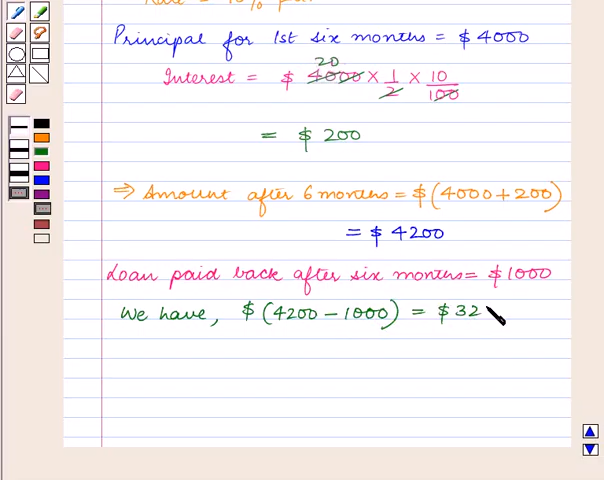 Principal for 1st six months = $ 4000
20
Interest = $ 4000 × 1/2 × 10/100
= $ 200
⇒ Amount after 6 months = $(4000+200)
= $ 4200
Loan paid back after six months = $1000
We have, $ (4200 − 1000) = $ 32